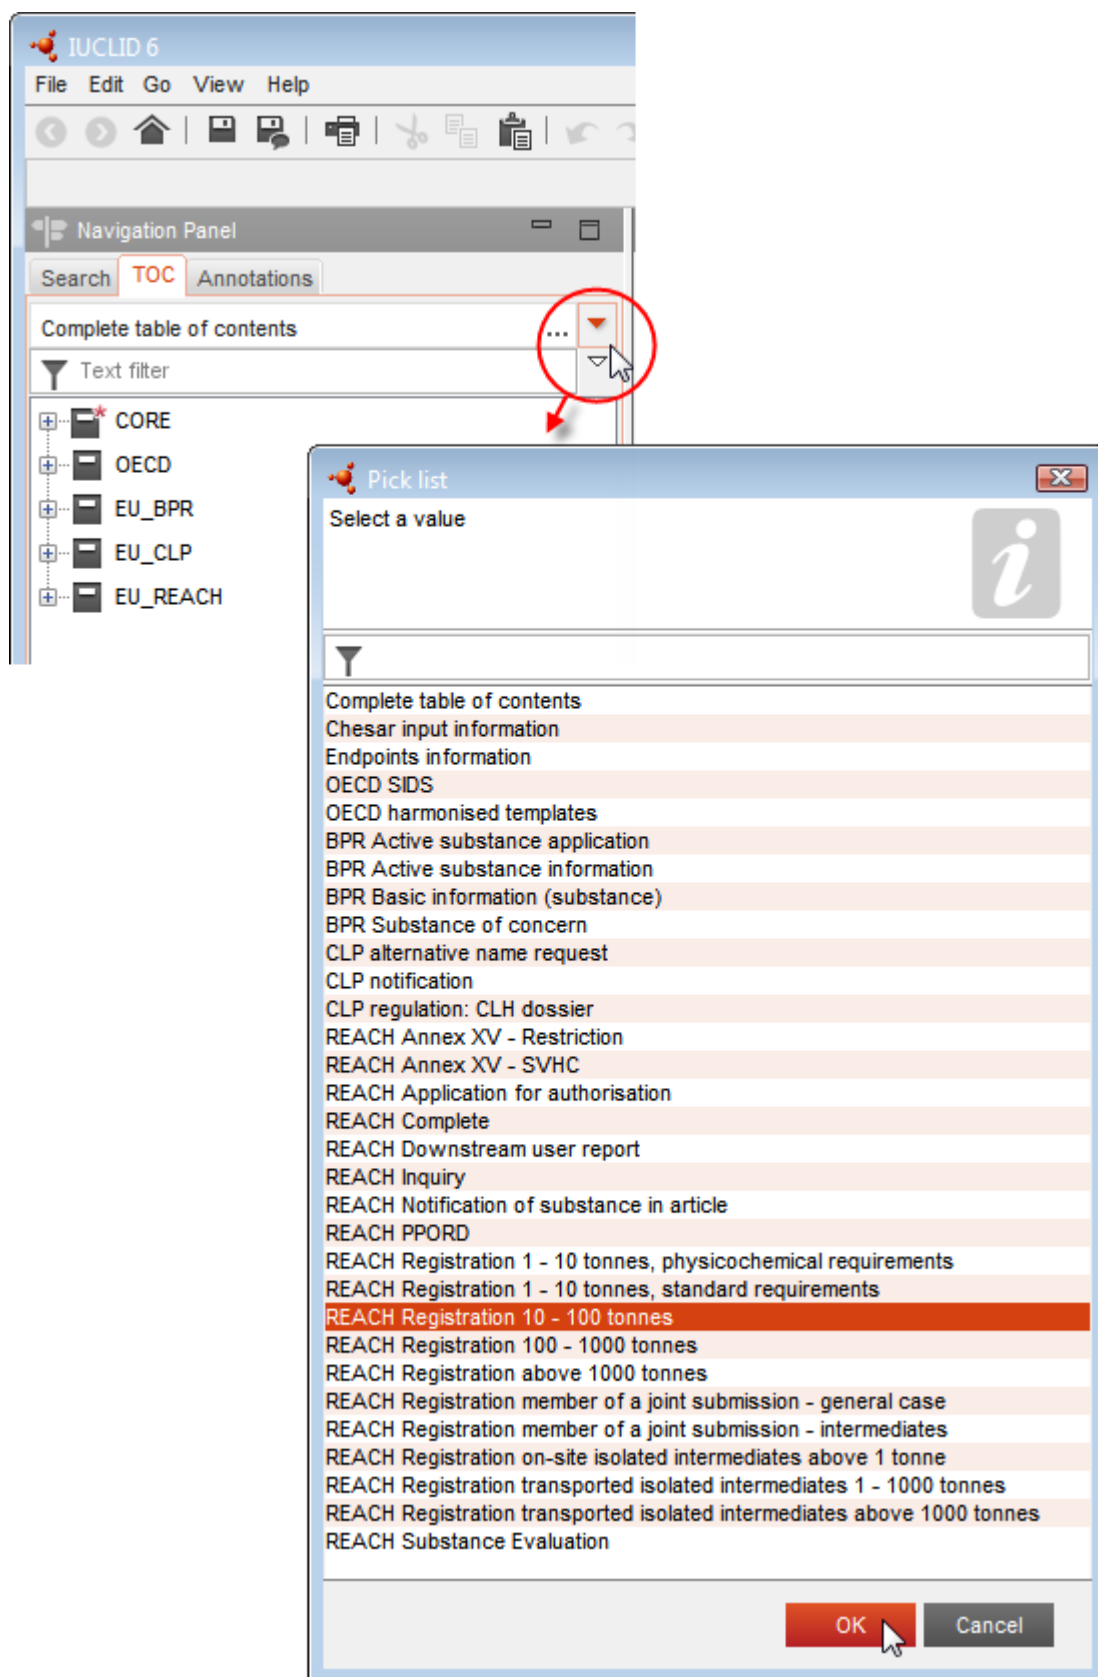 IUCLID 6
File Edit Go View Help
Navigation Panel
Search TOC Annotations
Complete table of contents ...
Text filter
CORE
OECD
EU_BPR
EU_CLP
EU_REACH
Pick list
Select a value
Complete table of contents
Chesar input information
Endpoints information
OECD SIDS
OECD harmonised templates
BPR Active substance application
BPR Active substance information
BPR Basic information (substance)
BPR Substance of concern
CLP alternative name request
CLP notification
CLP regulation: CLH dossier
REACH Annex XV - Restriction
REACH Annex XV - SVHC
REACH Application for authorisation
REACH Complete
REACH Downstream user report
REACH Inquiry
REACH Notification of substance in article
REACH PPORD
REACH Registration 1 - 10 tonnes, physicochemical requirements
REACH Registration 1 - 10 tonnes, standard requirements
REACH Registration 10 - 100 tonnes
REACH Registration 100 - 1000 tonnes
REACH Registration above 1000 tonnes
REACH Registration member of a joint submission - general case
REACH Registration member of a joint submission - intermediates
REACH Registration on-site isolated intermediates above 1 tonne
REACH Registration transported isolated intermediates 1 - 1000 tonnes
REACH Registration transported isolated intermediates above 1000 tonnes
REACH Substance Evaluation
OK Cancel